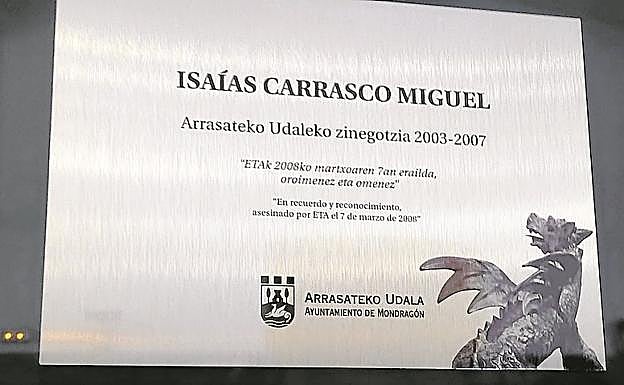 ISAÍAS CARRASCO MIGUEL
Arrasateko Udaleko zinegotzia 2003-2007
"ETAk 2008ko martxoaren 7an erailda,
oroimenez eta omenez"
"En recuerdo y reconocimiento,
asesinado por ETA el 7 de marzo de 2008"
ARRASATEKO UDALA
AYUNTAMIENTO DE MONDRAGÓN